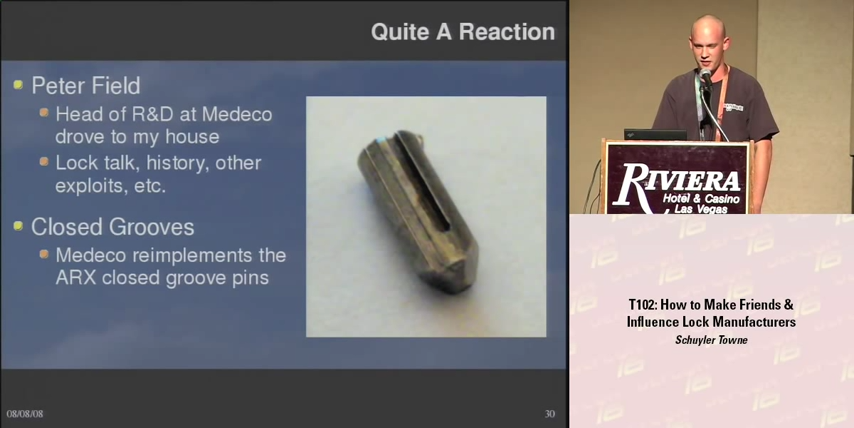 Quite A Reaction
Peter Field
Head of R&D at Medeco
drove to my house
Lock talk, history, other
exploits, etc.
Closed Grooves
Medeco reimplements the
ARX closed groove pins
08/08/08
30
RIVIERA
Hotel & Casino
Las Vegas
T102: How to Make Friends &
Influence Lock Manufacturers
Schuyler Towne